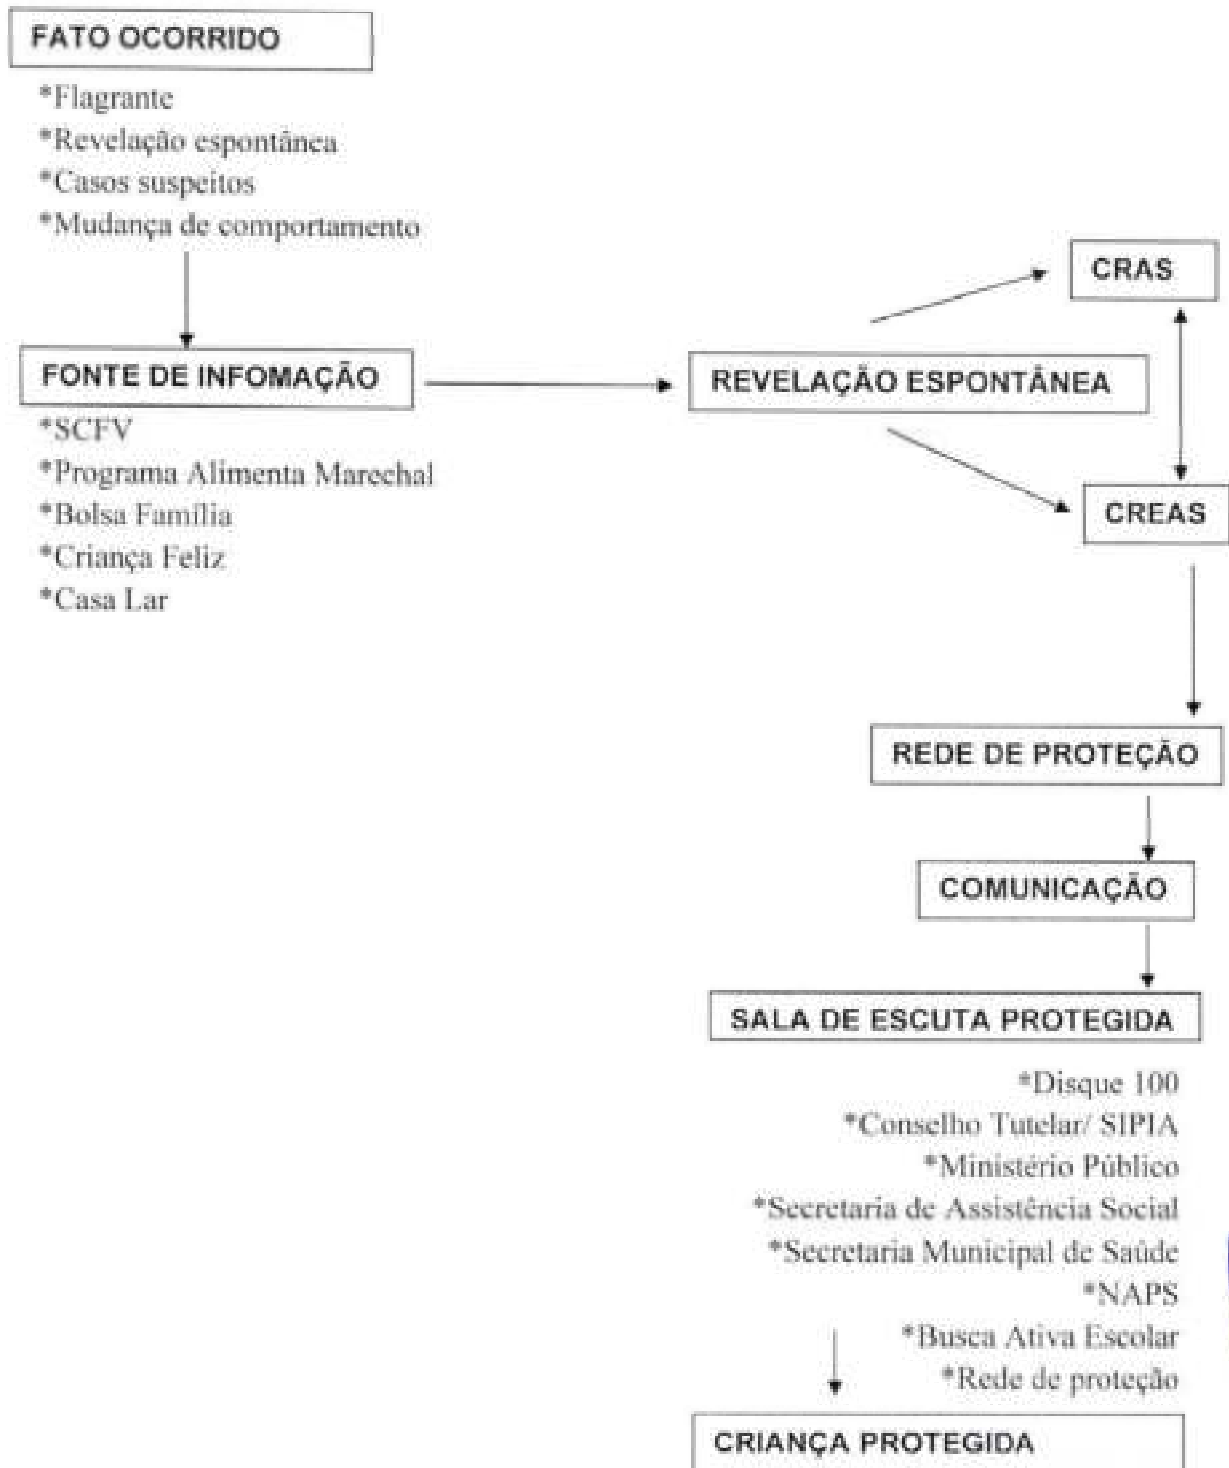 FATO OCORRIDO
*Flagrante
*Revelação espontânea
*Casos suspeitos
*Mudança de comportamento
CRAS
FONTE DE INFOMAÇÃO
REVELAÇÃO ESPONTÂNEA
*SCFV
*Programa Alimenta Marechal
*Bolsa Família
*Criança Feliz
*Casa Lar
CREAS
REDE DE PROTEÇÃO
COMUNICAÇÃO
SALA DE ESCUTA PROTEGIDA
*Disque 100
*Conselho Tutelar/ SIPIA
*Ministério Público
*Secretaria de Assistência Social
*Secretaria Municipal de Saúde
*NAPS
*Busca Ativa Escolar
*Rede de proteção
CRIANÇA PROTEGIDA